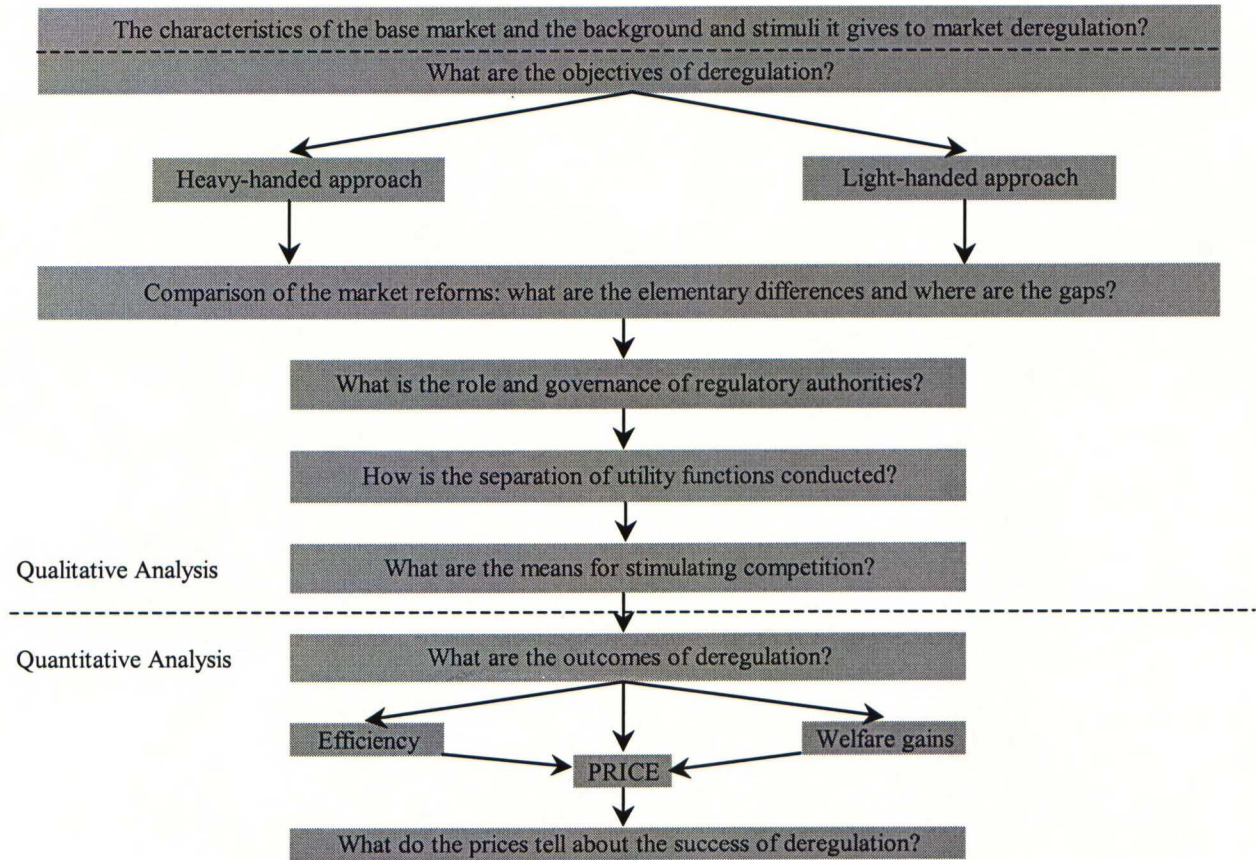 The characteristics of the base market and the background and stimuli it gives to market deregulation?
What are the objectives of deregulation?
Heavy-handed approach
Light-handed approach
Comparison of the market reforms: what are the elementary differences and where are the gaps?
What is the role and governance of regulatory authorities?
How is the separation of utility functions conducted?
Qualitative Analysis
What are the means for stimulating competition?
Quantitative Analysis
What are the outcomes of deregulation?
Efficiency
Welfare gains
PRICE
What do the prices tell about the success of deregulation?